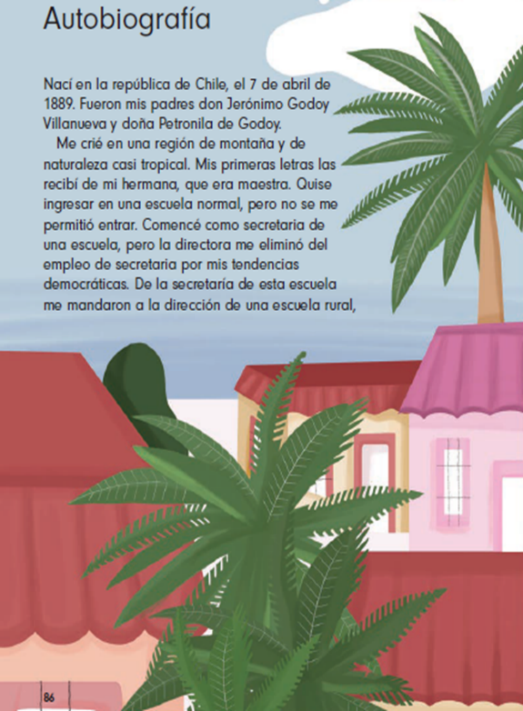 Autobiografía
Nací en la república de Chile, el 7 de abril de
1889. Fueron mis padres don Jerónimo Godoy
Villanueva y doña Petronila de Godoy.
Me crié en una región de montaña y de
naturaleza casi tropical. Mis primeras letras las
recibí de mi hermana, que era maestra. Quise
ingresar en una escuela normal, pero no se me
permitió entrar. Comencé como secretaria de
una escuela, pero la directora me eliminó del
empleo de secretaria por mis tendencias
democráticas. De la secretaría de esta escuela
me mandaron a la dirección de una escuela rural,
86